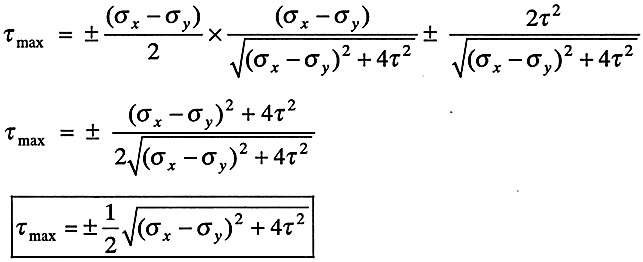 τ_max = ± (σ_x − σ_y)/2 × (σ_x − σ_y)/√((σ_x − σ_y)² + 4τ²) ± 2τ²/√((σ_x − σ_y)² + 4τ²)
τ_max = ± ((σ_x − σ_y)² + 4τ²)/(2√((σ_x − σ_y)² + 4τ²))
τ_max = ± 1/2 √((σ_x − σ_y)² + 4τ²)